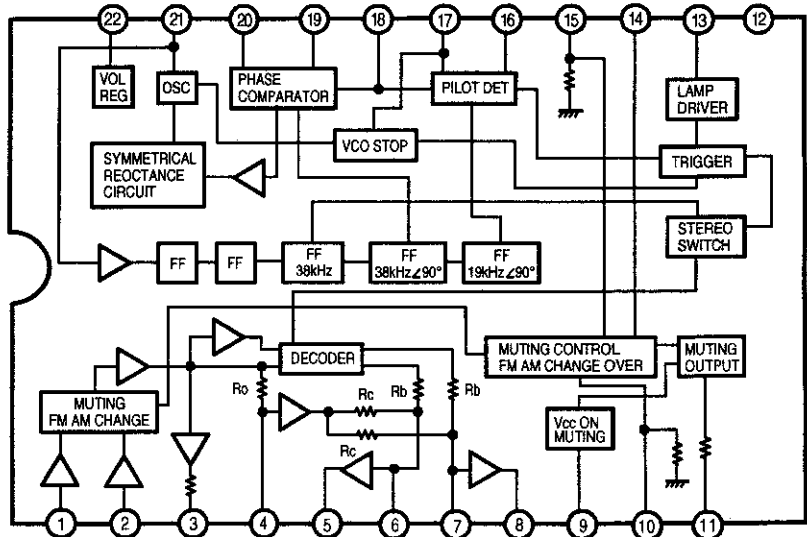 22 21 20 19 18 17 16 15 14 13 12
VOL
REG
OSC
PHASE
COMPARATOR
PILOT DET
LAMP
DRIVER
SYMMETRICAL
REOCTANCE
CIRCUIT
VCO STOP
TRIGGER
STEREO
SWITCH
FF
FF
FF
38kHz
FF
38kHz∠90°
FF
19kHz∠90°
DECODER
MUTING CONTROL
FM AM CHANGE OVER
MUTING
OUTPUT
Ro
Rc
Rb
Rb
MUTING
FM AM CHANGE
Rc
Vcc ON
MUTING
1 2 3 4 5 6 7 8 9 10 11